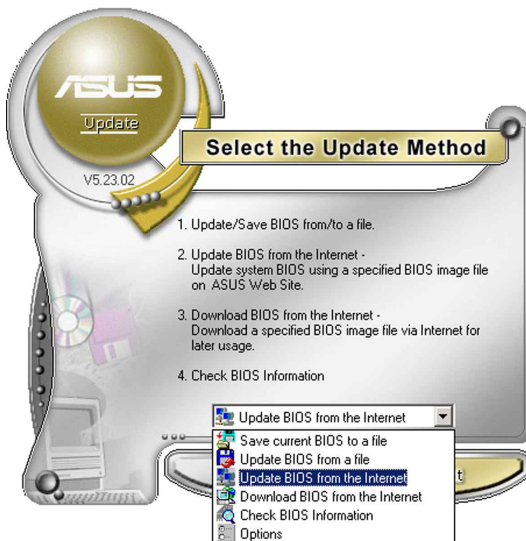 ASUS
Update
V5.23.02
Select the Update Method
1. Update/Save BIOS from/to a file.
2. Update BIOS from the Internet -
Update system BIOS using a specified BIOS image file
on ASUS Web Site.
3. Download BIOS from the Internet -
Download a specified BIOS image file via Internet for
later usage.
4. Check BIOS Information
Update BIOS from the Internet
Save current BIOS to a file
Update BIOS from a file
Update BIOS from the Internet
Download BIOS from the Internet
Check BIOS Information
Options